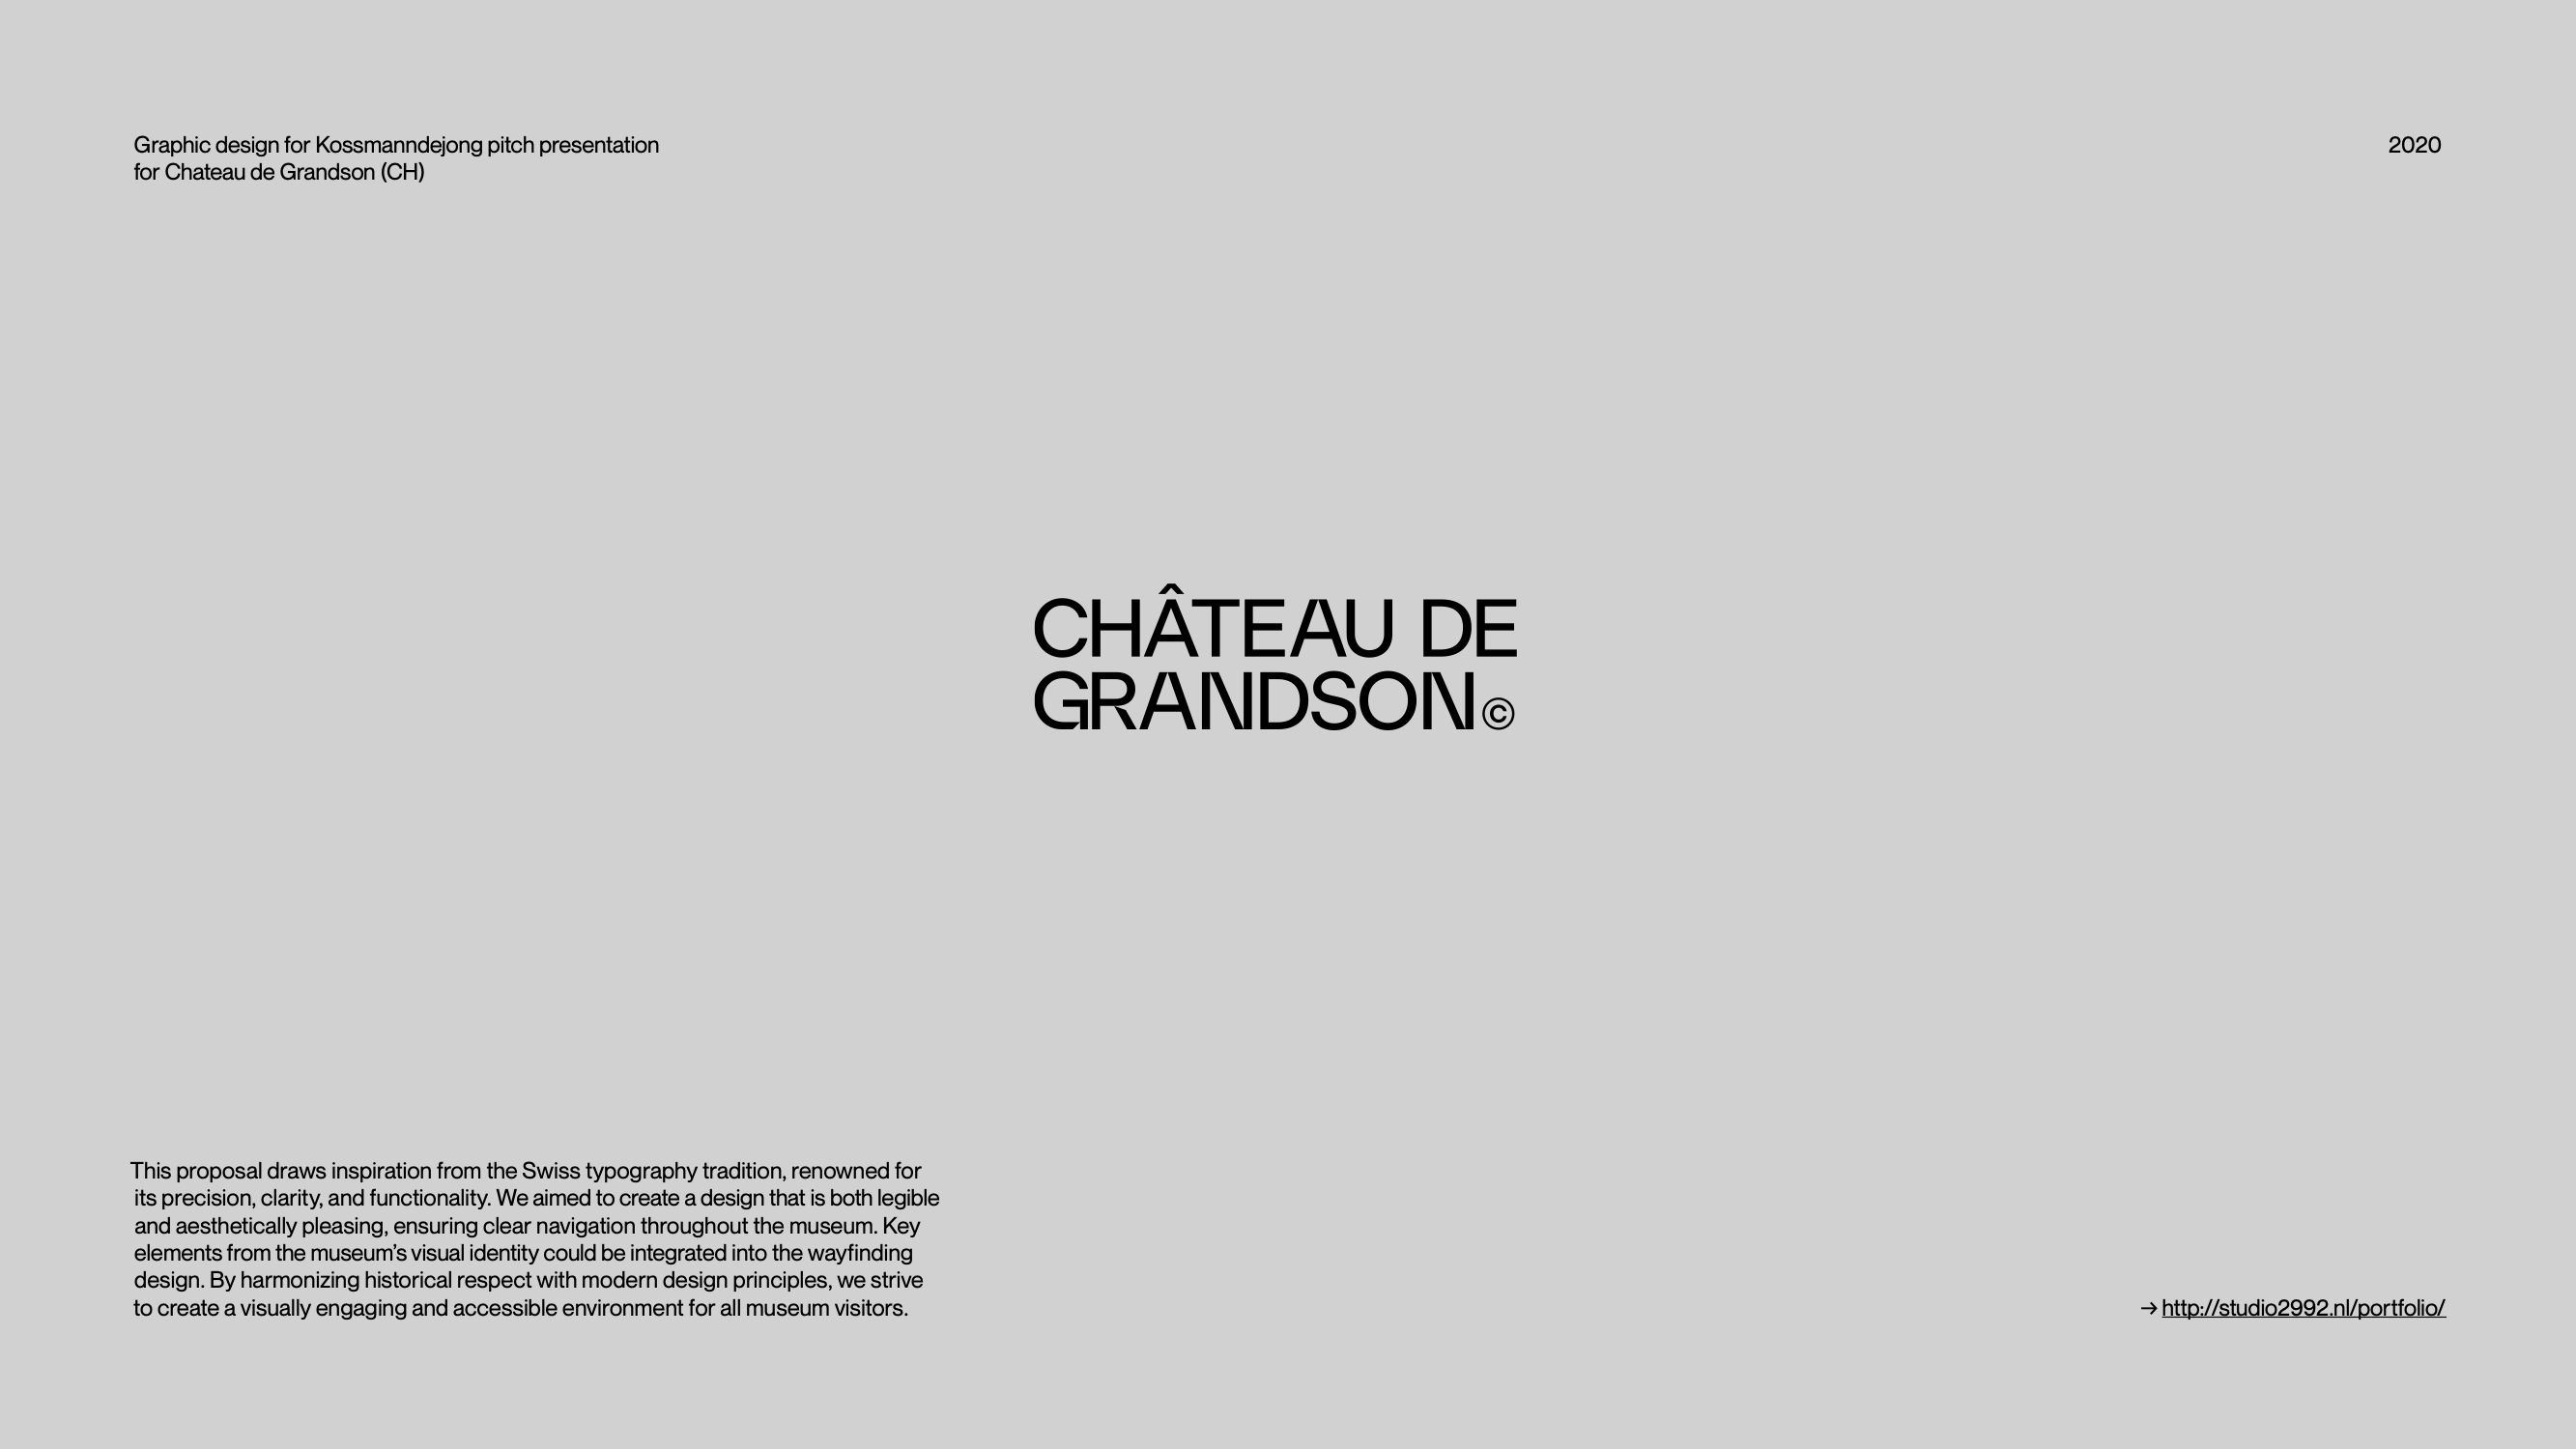 Graphic design for Kossmanndejong pitch presentation
for Chateau de Grandson (CH)
2020
CHÂTEAU DE
GRANDSON©
This proposal draws inspiration from the Swiss typography tradition, renowned for
its precision, clarity, and functionality. We aimed to create a design that is both legible
and aesthetically pleasing, ensuring clear navigation throughout the museum. Key
elements from the museum’s visual identity could be integrated into the wayfinding
design. By harmonizing historical respect with modern design principles, we strive
to create a visually engaging and accessible environment for all museum visitors.
→ http://studio2992.nl/portfolio/